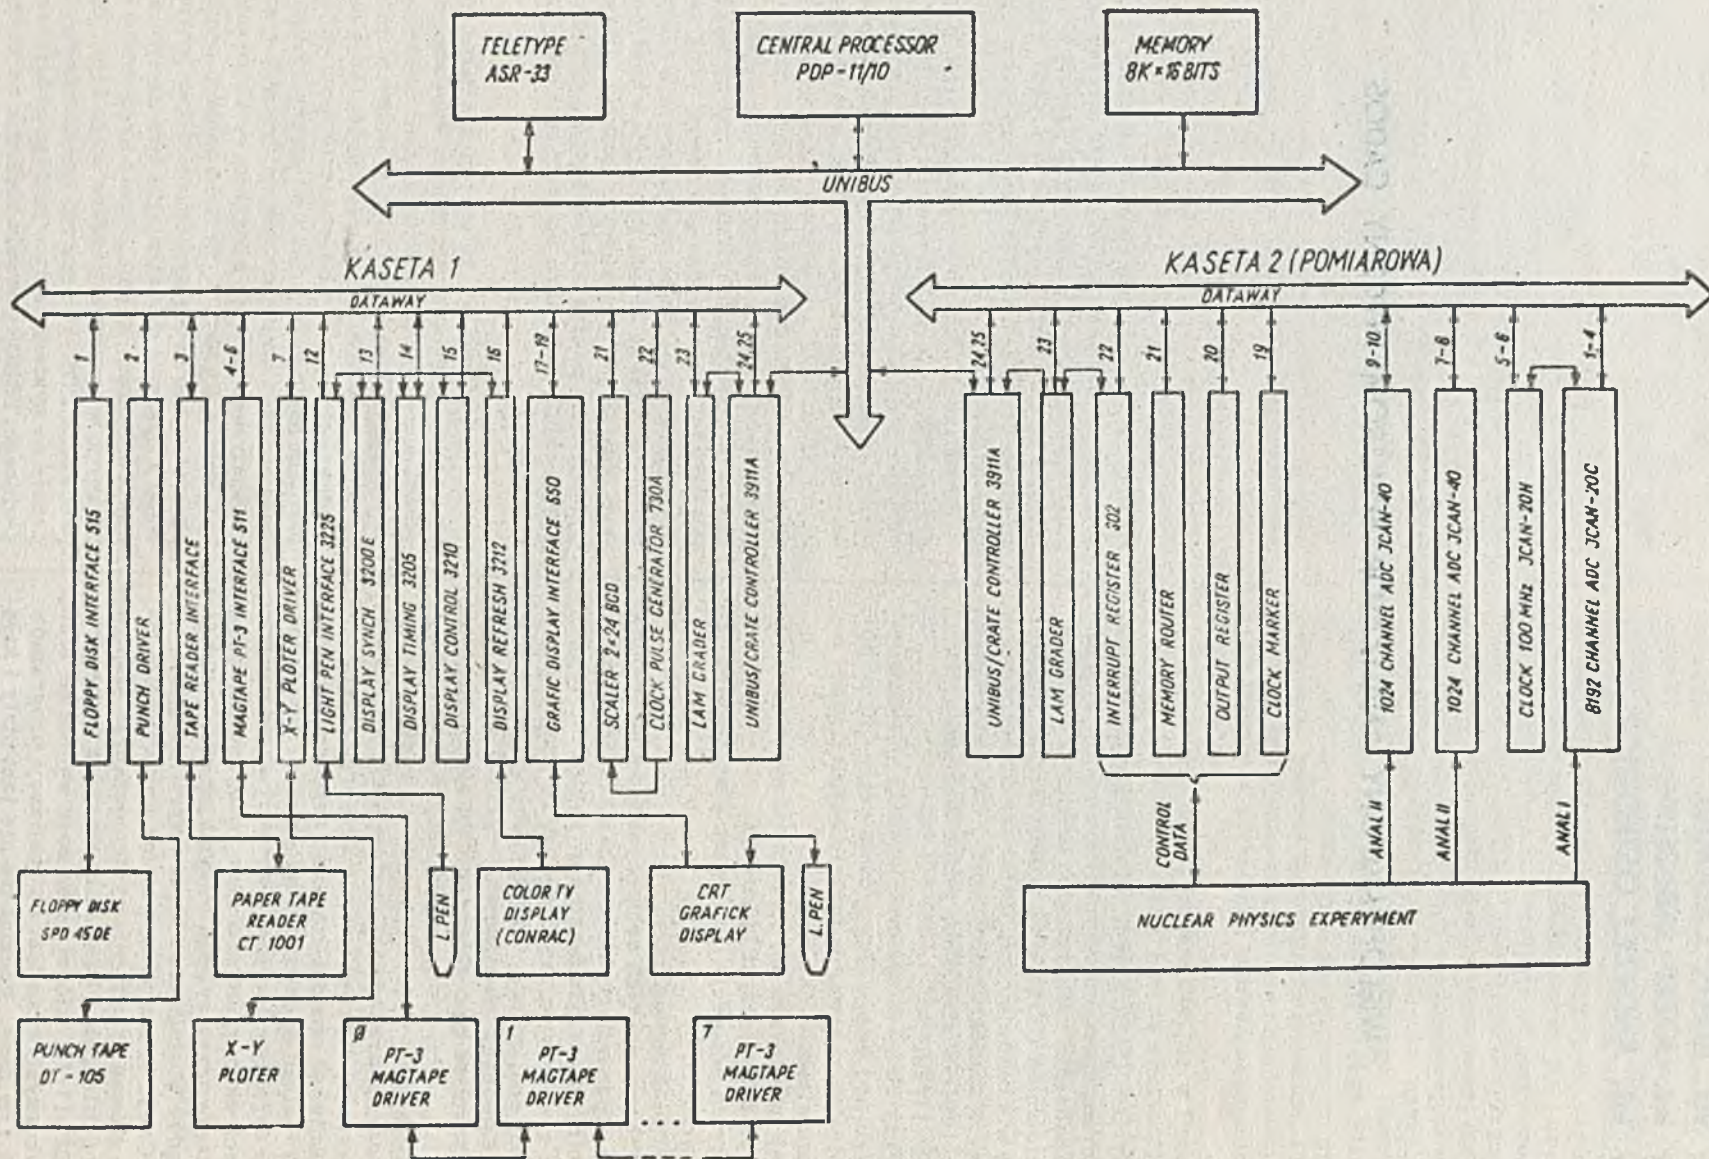 TELETYPE
ASR-33
CENTRAL PROCESSOR
PDP-11/10
MEMORY
8K × 16 BITS
UNIBUS
KASETA 1
DATAWAY
KASETA 2 (POMIAROWA)
DATAWAY
1
2
3
4-6
7
12
13
14
15
16
17-18
21
22
23
24,25
24,25
23
22
21
20
19
9-10
7-8
5-6
1-4
FLOPPY DISK INTERFACE 515
PUNCH DRIVER
TAPE READER INTERFACE
MAGTAPE PT-3 INTERFACE 511
X-Y PLOTER DRIVER
LIGHT PEN INTERFACE 3225
DISPLAY SYNCH 3200E
DISPLAY TIMING 3205
DISPLAY CONTROL 3210
DISPLAY REFRESH 3212
GRAFIC DISPLAY INTERFACE 550
SCALER 2×24 BCD
CLOCK PULSE GENERATOR 730A
LAM GRADER
UNIBUS/CRATE CONTROLLER 3911A
UNIBUS/CRATE CONTROLLER 3911A
LAM GRADER
INTERRUPT REGISTER 302
MEMORY ROUTER
OUTPUT REGISTER
CLOCK MARKER
1024 CHANNEL ADC JCAN-40
1024 CHANNEL ADC JCAN-40
CLOCK 100 MHz JCAN-20H
8192 CHANNEL ADC JCAN-20C
CONTROL
DATA
ANAL II
ANAL II
ANAL I
FLOPPY DISK
SPD 45DE
PAPER TAPE
READER
CT 1001
L.PEN
COLOR TV
DISPLAY
(CONRAC)
CRT
GRAFICK
DISPLAY
L.PEN
NUCLEAR PHYSICS EXPERYMENT
PUNCH TAPE
DT-105
X-Y
PLOTER
Ø
PT-3
MAGTAPE
DRIVER
1
PT-3
MAGTAPE
DRIVER
...
7
PT-3
MAGTAPE
DRIVER